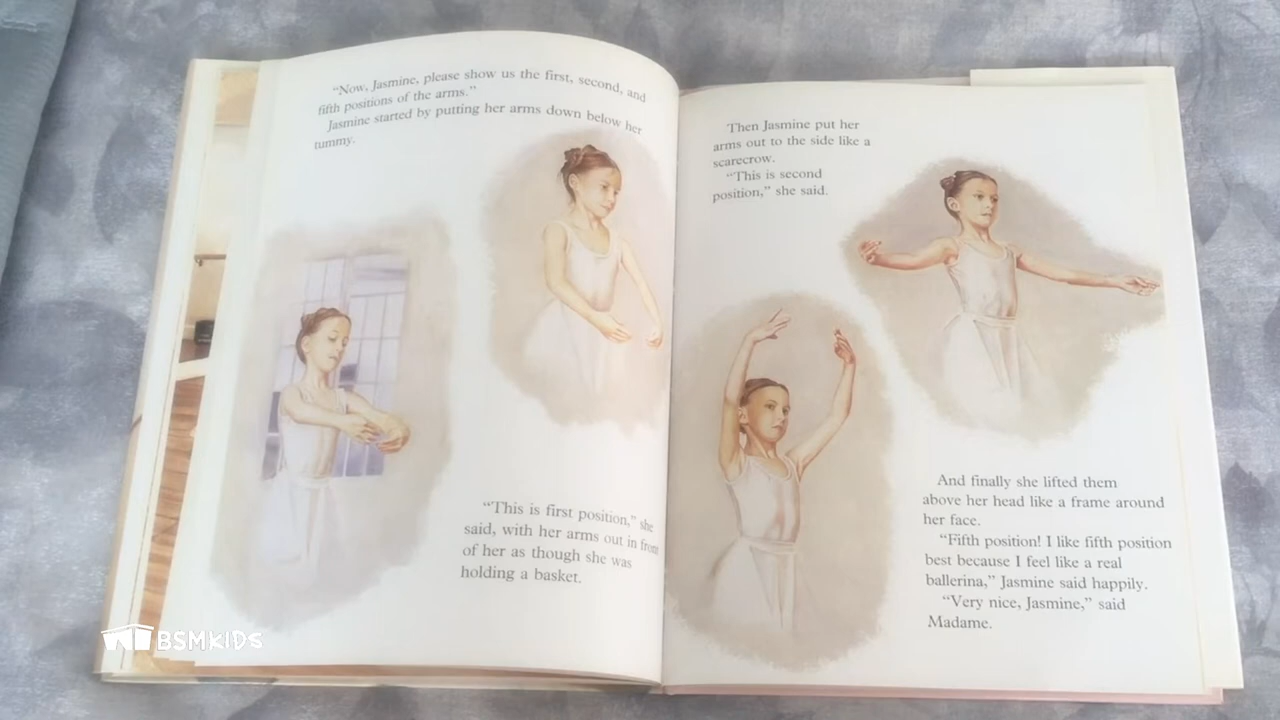 “Now, Jasmine, please show us the first, second, and
fifth positions of the arms.”
Jasmine started by putting her arms down below her
tummy.
“This is first position,” she
said, with her arms out in front
of her as though she was
holding a basket.
Then Jasmine put her
arms out to the side like a
scarecrow.
“This is second
position,” she said.
And finally she lifted them
above her head like a frame around
her face.
“Fifth position! I like fifth position
best because I feel like a real
ballerina,” Jasmine said happily.
“Very nice, Jasmine,” said
Madame.
BSMKIDS